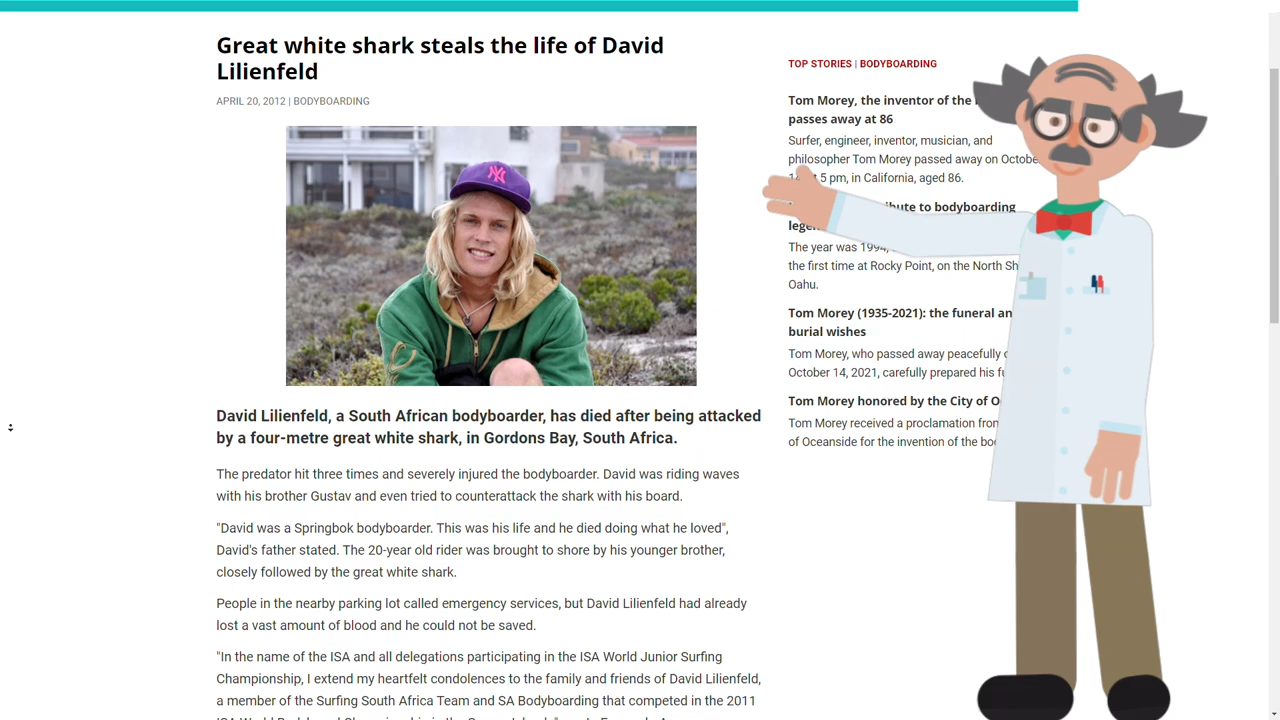 Great white shark steals the life of David
Lilienfeld
APRIL 20, 2012 | BODYBOARDING
NY
David Lilienfeld, a South African bodyboarder, has died after being attacked
by a four-metre great white shark, in Gordons Bay, South Africa.
The predator hit three times and severely injured the bodyboarder. David was riding waves
with his brother Gustav and even tried to counterattack the shark with his board.
"David was a Springbok bodyboarder. This was his life and he died doing what he loved",
David's father stated. The 20-year old rider was brought to shore by his younger brother,
closely followed by the great white shark.
People in the nearby parking lot called emergency services, but David Lilienfeld had already
lost a vast amount of blood and he could not be saved.
"In the name of the ISA and all delegations participating in the ISA World Junior Surfing
Championship, I extend my heartfelt condolences to the family and friends of David Lilienfeld,
a member of the Surfing South Africa Team and SA Bodyboarding that competed in the 2011
TOP STORIES | BODYBOARDING
Tom Morey, the inventor of the
passes away at 86
Surfer, engineer, inventor, musician, and
philosopher Tom Morey passed away on
5 pm, in California, aged 86.
to bodyboarding
The year was 1994,
the first time at Rocky Point, on the North
Oahu.
Tom Morey (1935-2021): the funeral
burial wishes
Tom Morey, who passed away peacefully
October 14, 2021, carefully prepared his
Tom Morey honored by the City of
Tom Morey received a proclamation
of Oceanside for the invention of the